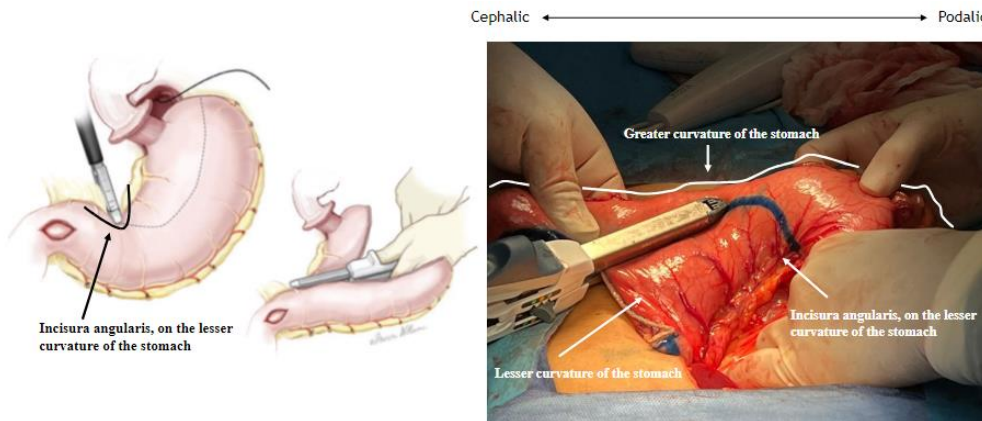 Cephalic
Podalic
Greater curvature of the stomach
Incisura angularis, on the lesser
curvature of the stomach
Incisura angularis, on the lesser
curvature of the stomach
Lesser curvature of the stomach